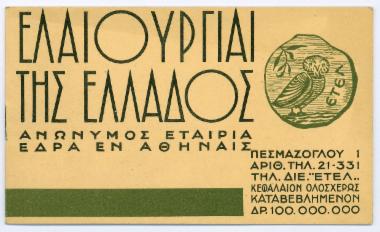 ΕΛΑΙΟΥΡΓΙΑΙ
ΤΗΣ ΕΛΛΑΔΟΣ
ΑΝΩΝΥΜΟΣ ΕΤΑΙΡΙΑ
ΕΔΡΑ ΕΝ ΑΘΗΝΑΙΣ
ΕΤΕΛ
ΠΕΣΜΑΖΟΓΛΟΥ 1
ΑΡΙΘ. ΤΗΛ. 21-331
ΤΗΛ. ΔΙΕ. "ΕΤΕΛ„
ΚΕΦΑΛΑΙΟΝ ΟΛΟΣΧΕΡΩΣ
ΚΑΤΑΒΕΒΛΗΜΕΝΟΝ
ΔΡ. 100.000.000